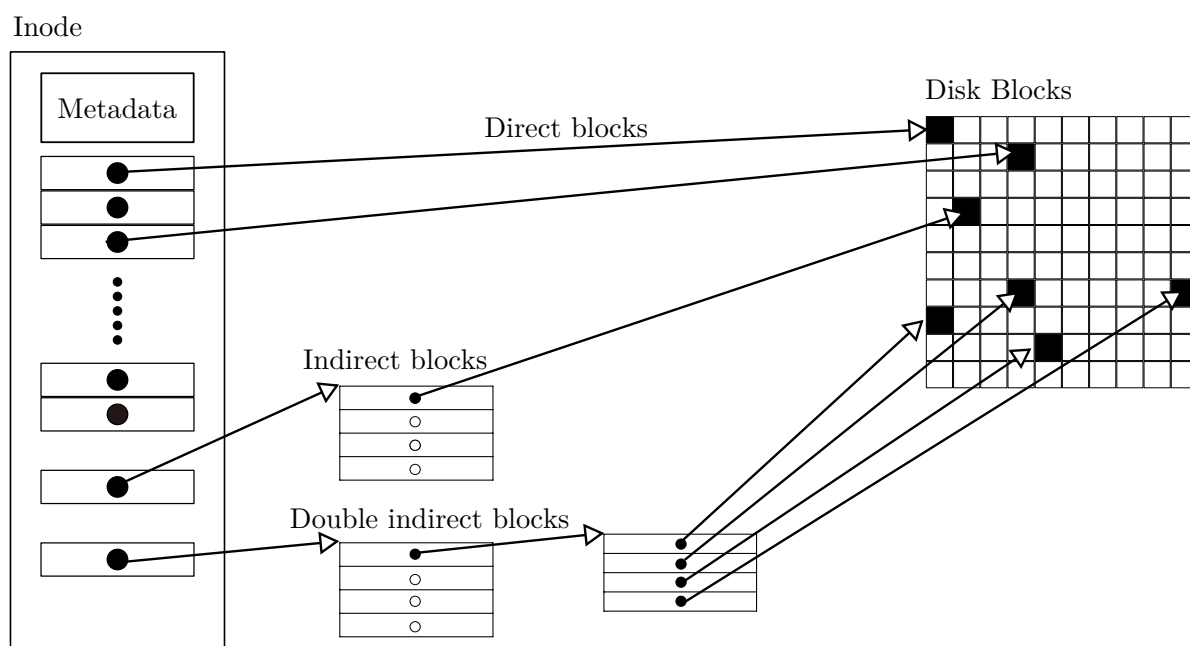 Inode
Metadata
Direct blocks
Disk Blocks
Indirect blocks
Double indirect blocks